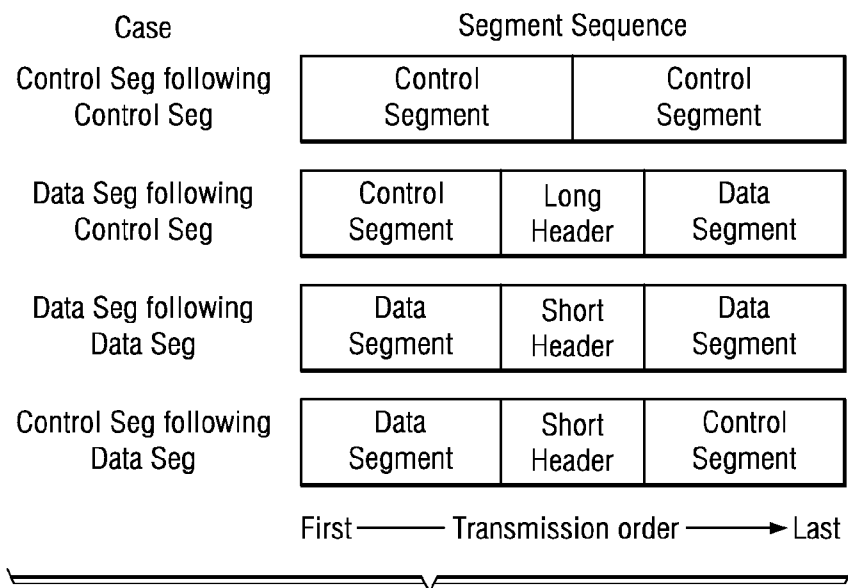 Case Segment Sequence
Control Seg following
Control Seg
Control
Segment
Control
Segment
Data Seg following
Control Seg
Control
Segment
Long
Header
Data
Segment
Data Seg following
Data Seg
Data
Segment
Short
Header
Data
Segment
Control Seg following
Data Seg
Data
Segment
Short
Header
Control
Segment
First Transmission order Last